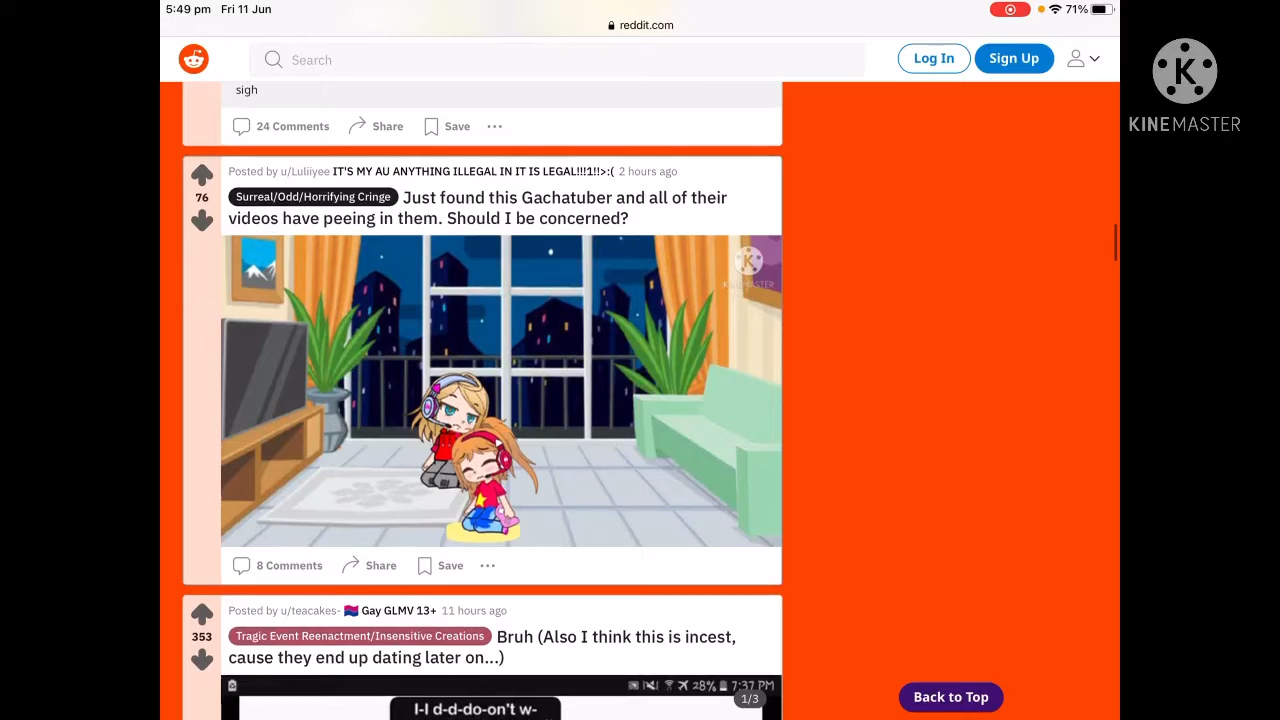 5:49 pm Fri 11 Jun
71%
reddit.com
Search
Log In
Sign Up
K
KINEMASTER
sigh
24 Comments Share Save
Posted by u/Luliiyee IT'S MY AU ANYTHING ILLEGAL IN IT IS LEGAL!!!1!!>:( 2 hours ago
76
Surreal/Odd/Horrifying Cringe Just found this Gachatuber and all of their
videos have peeing in them. Should I be concerned?
K
KINEMASTER
8 Comments Share Save
Posted by u/teacakes- Gay GLMV 13+ 11 hours ago
353
Tragic Event Reenactment/Insensitive Creations Bruh (Also I think this is incest,
cause they end up dating later on...)
28% 7:37 PM
1/3
I-I d-d-do-on't w-
Back to Top